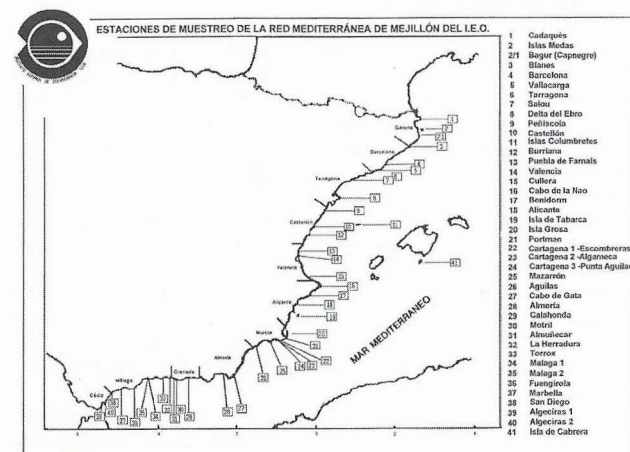 ESTACIONES DE MUESTREO DE LA RED MEDITERRÁNEA DE MEJILLÓN DEL I.E.O.
1 Cadaqués
2 Islas Medas
2/1 Bagur (Capnegre)
3 Blanes
4 Barcelona
5 Vallacarga
6 Tarragona
7 Salou
8 Delta del Ebro
9 Peñiscola
10 Castellón
11 Islas Columbretes
12 Burriana
13 Puebla de Farnals
14 Valencia
15 Cullera
16 Cabo de la Nao
17 Benidorm
18 Alicante
19 Isla de Tabarca
20 Isla Grosa
21 Portman
22 Cartagena 1 -Escombreras
23 Cartagena 2 -Algameca
24 Cartagena 3 -Punta Aguilas
25 Mazarrón
26 Aguilas
27 Cabo de Gata
28 Almería
29 Calahonda
30 Motril
31 Almuñecar
32 La Herradura
33 Torrox
34 Malaga 1
35 Malaga 2
36 Fuengirola
37 Marbella
38 San Diego
39 Algeciras 1
40 Algeciras 2
41 Isla de Cabrera
Gerona
Barcelona
Tarragona
Castellón
Valencia
Alicante
Murcia
Almería
Granada
Málaga
Cádiz
MAR MEDITERRANEO